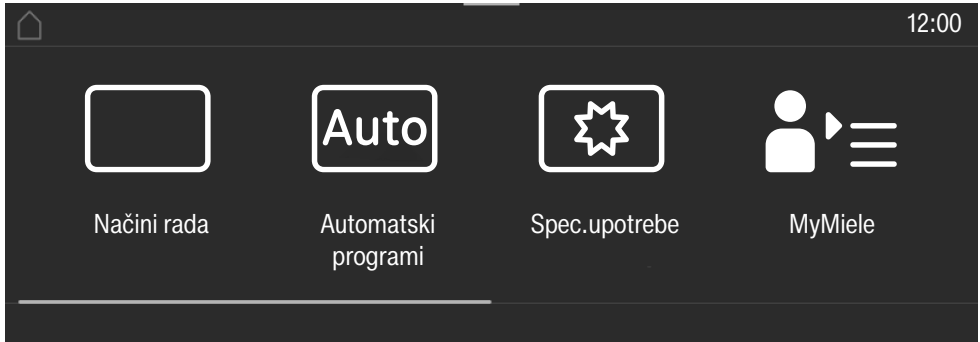 12:00
Auto
Načini rada
Automatski
programi
Spec.upotrebe
MyMiele